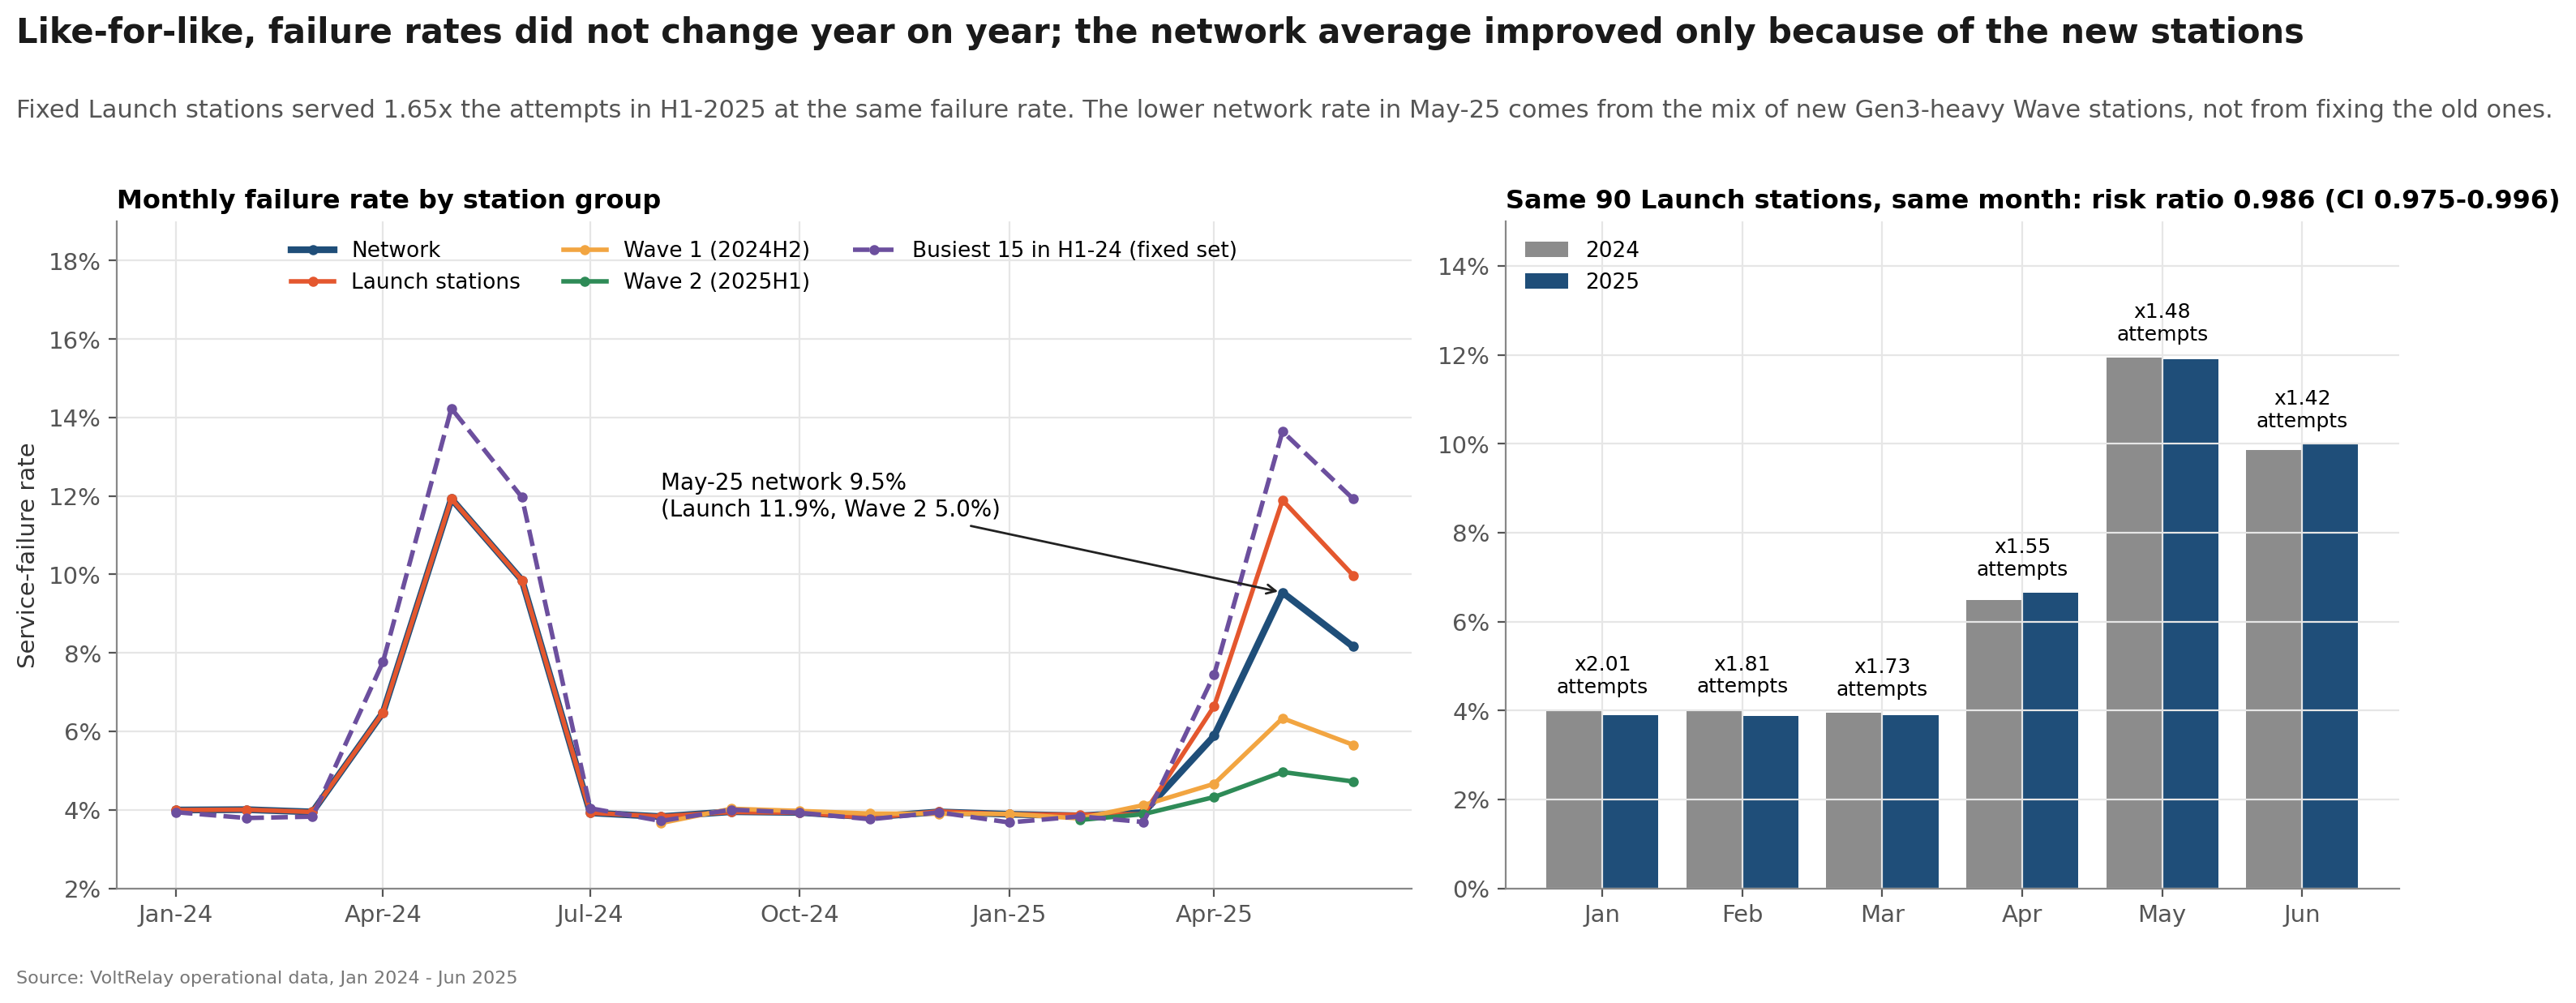 Like-for-like, failure rates did not change year on year; the network average improved only because of the new stations
Fixed Launch stations served 1.65x the attempts in H1-2025 at the same failure rate. The lower network rate in May-25 comes from the mix of new Gen3-heavy Wave stations, not from fixing the old ones.
Monthly failure rate by station group
Network
Launch stations
Wave 1 (2024H2)
Wave 2 (2025H1)
Busiest 15 in H1-24 (fixed set)
Service-failure rate
18%
16%
14%
12%
10%
8%
6%
4%
2%
May-25 network 9.5%
(Launch 11.9%, Wave 2 5.0%)
Jan-24
Apr-24
Jul-24
Oct-24
Jan-25
Apr-25
Same 90 Launch stations, same month: risk ratio 0.986 (CI 0.975-0.996)
2024
2025
14%
12%
10%
8%
6%
4%
2%
0%
x2.01
attempts
x1.81
attempts
x1.73
attempts
x1.55
attempts
x1.48
attempts
x1.42
attempts
Jan
Feb
Mar
Apr
May
Jun
Source: VoltRelay operational data, Jan 2024 - Jun 2025